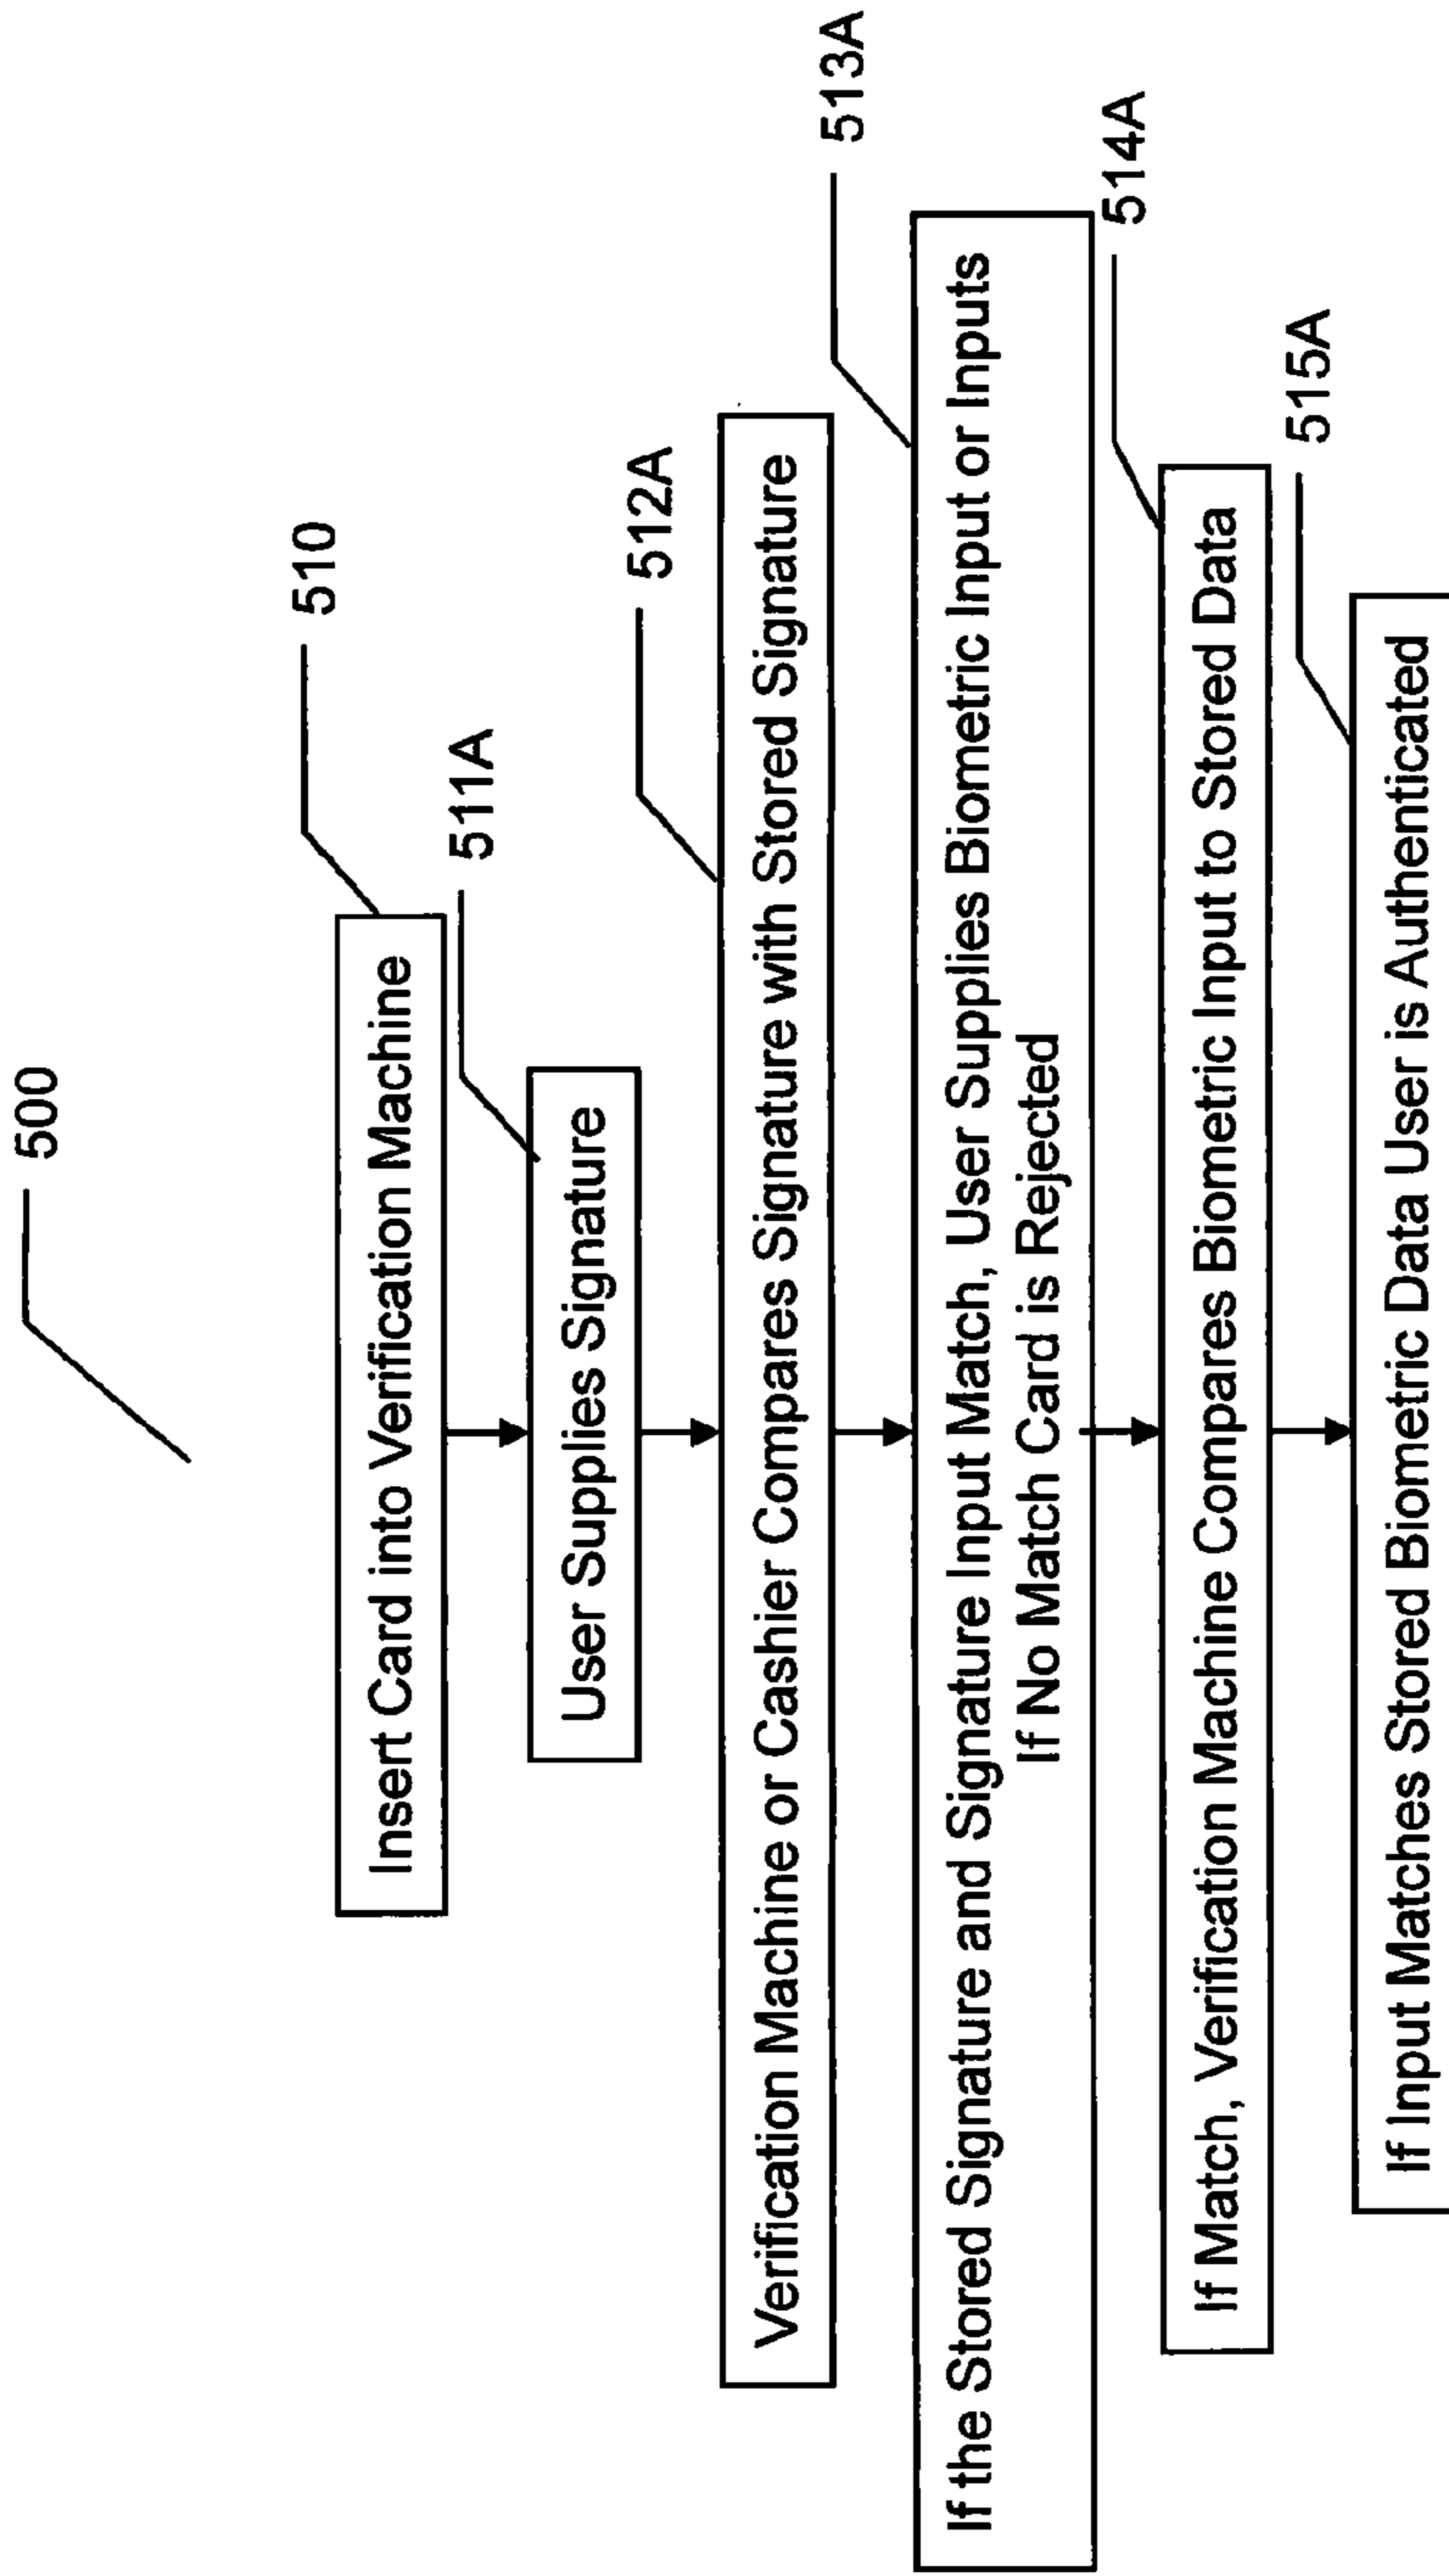 500
510
Insert Card into Verification Machine
511A
User Supplies Signature
512A
Verification Machine or Cashier Compares Signature with Stored Signature
513A
If the Stored Signature and Signature Input Match, User Supplies Biometric Input or Inputs
If No Match Card is Rejected
514A
If Match, Verification Machine Compares Biometric Input to Stored Data
515A
If Input Matches Stored Biometric Data User is Authenticated